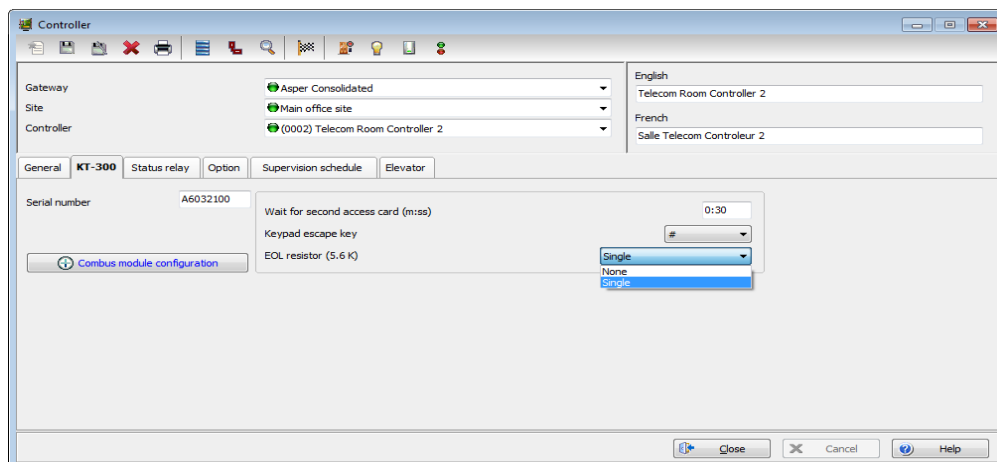 Controller
Gateway
Asper Consolidated
Site
Main office site
Controller
(0002) Telecom Room Controller 2
English
Telecom Room Controller 2
French
Salle Telecom Controleur 2
General KT-300 Status relay Option Supervision schedule Elevator
Serial number A6032100
Wait for second access card (m:ss) 0:30
Keypad escape key #
EOL resistor (5.6 K) Single
None
Single
Combus module configuration
Close Cancel Help